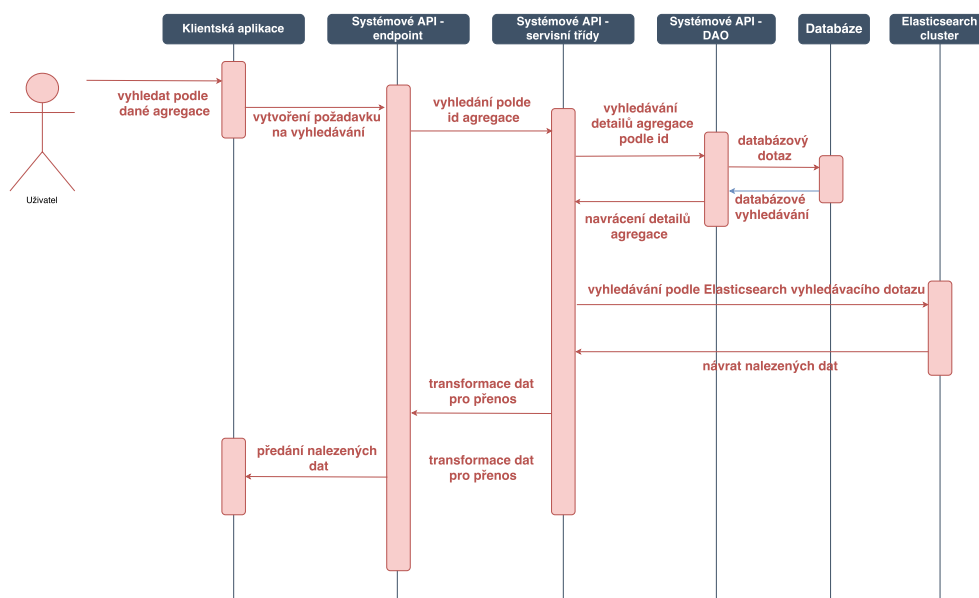 Klientská aplikace
Systémové API -
endpoint
Systémové API -
servisní třídy
Systémové API -
DAO
Databáze
Elasticsearch
cluster
vyhledat podle
dané agregace
Uživatel
vytvoření požadavku
na vyhledávání
vyhledání polde
id agregace
vyhledávání
detailů agregace
podle id
databázový
dotaz
databázové
vyhledávání
navrácení detailů
agregace
vyhledávání podle Elasticsearch vyhledávacího dotazu
návrat nalezených dat
transformace dat
pro přenos
předání nalezených
dat
transformace dat
pro přenos